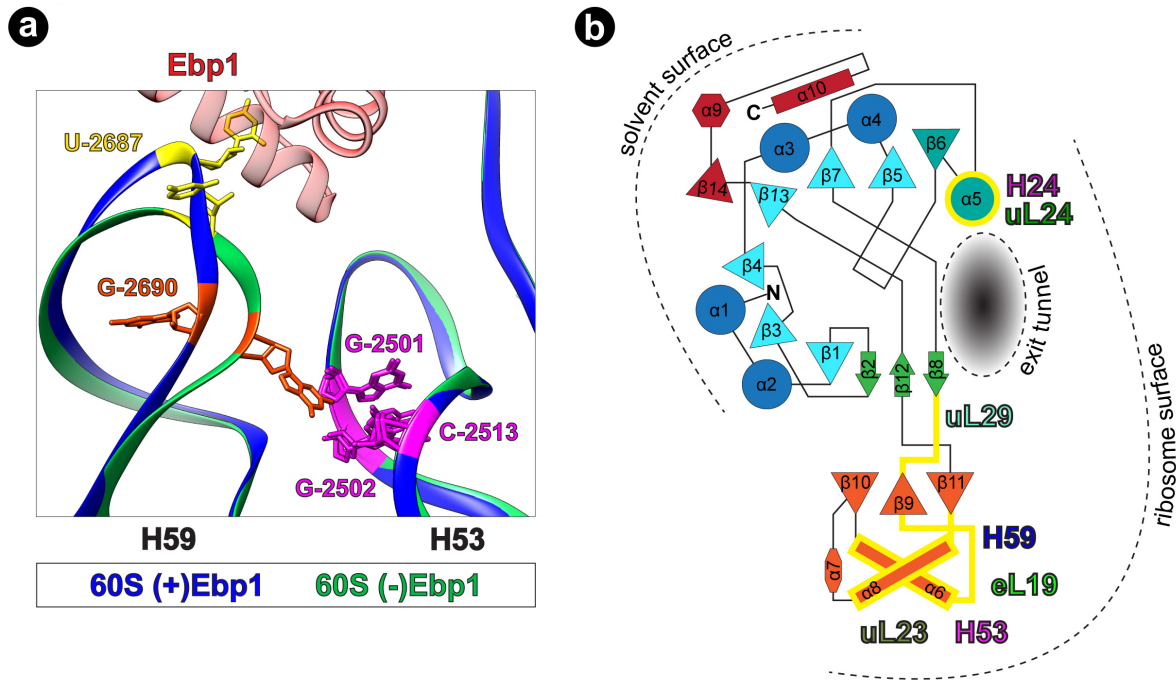 a
Ebp1
U-2687
G-2690
G-2501
C-2513
G-2502
H59
H53
60S (+)Ebp1
60S (-)Ebp1
b
solvent surface
α9
C
α10
α4
α3
β6
β7
β5
α5
H24
uL24
β14
β13
β4
N
α1
β3
exit tunnel
β1
β2
β12
β8
α2
uL29
ribosome surface
β10
β9
β11
H59
α7
α8
α6
eL19
uL23
H53